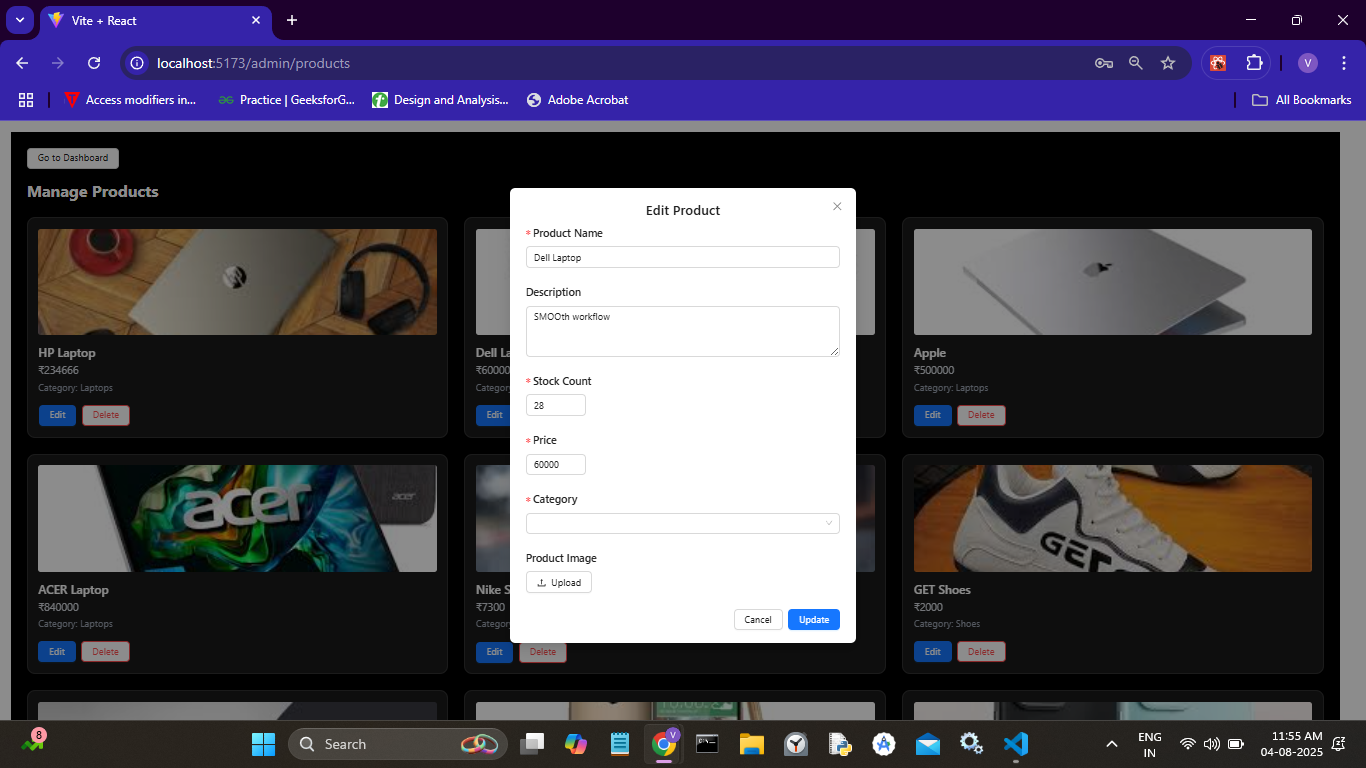 Vite + React
localhost:5173/admin/products
V
Access modifiers in...
Practice | GeeksforG...
Design and Analysis...
Adobe Acrobat
All Bookmarks
Go to Dashboard
Manage Products
HP Laptop
₹234666
Category: Laptops
Edit
Delete
Dell La
₹60000
Catego
Edit
Apple
₹500000
Category: Laptops
Edit
Delete
acer
acer
ACER Laptop
₹840000
Category: Laptops
Edit
Delete
Nike S
₹7300
Catego
Edit
Delete
GET
GET Shoes
₹2000
Category: Shoes
Edit
Delete
Edit Product
* Product Name
Dell Laptop
Description
SMOOth workflow
* Stock Count
28
* Price
60000
* Category
Product Image
Upload
Cancel
Update
8
Search
V
ENG
IN
11:55 AM
04-08-2025